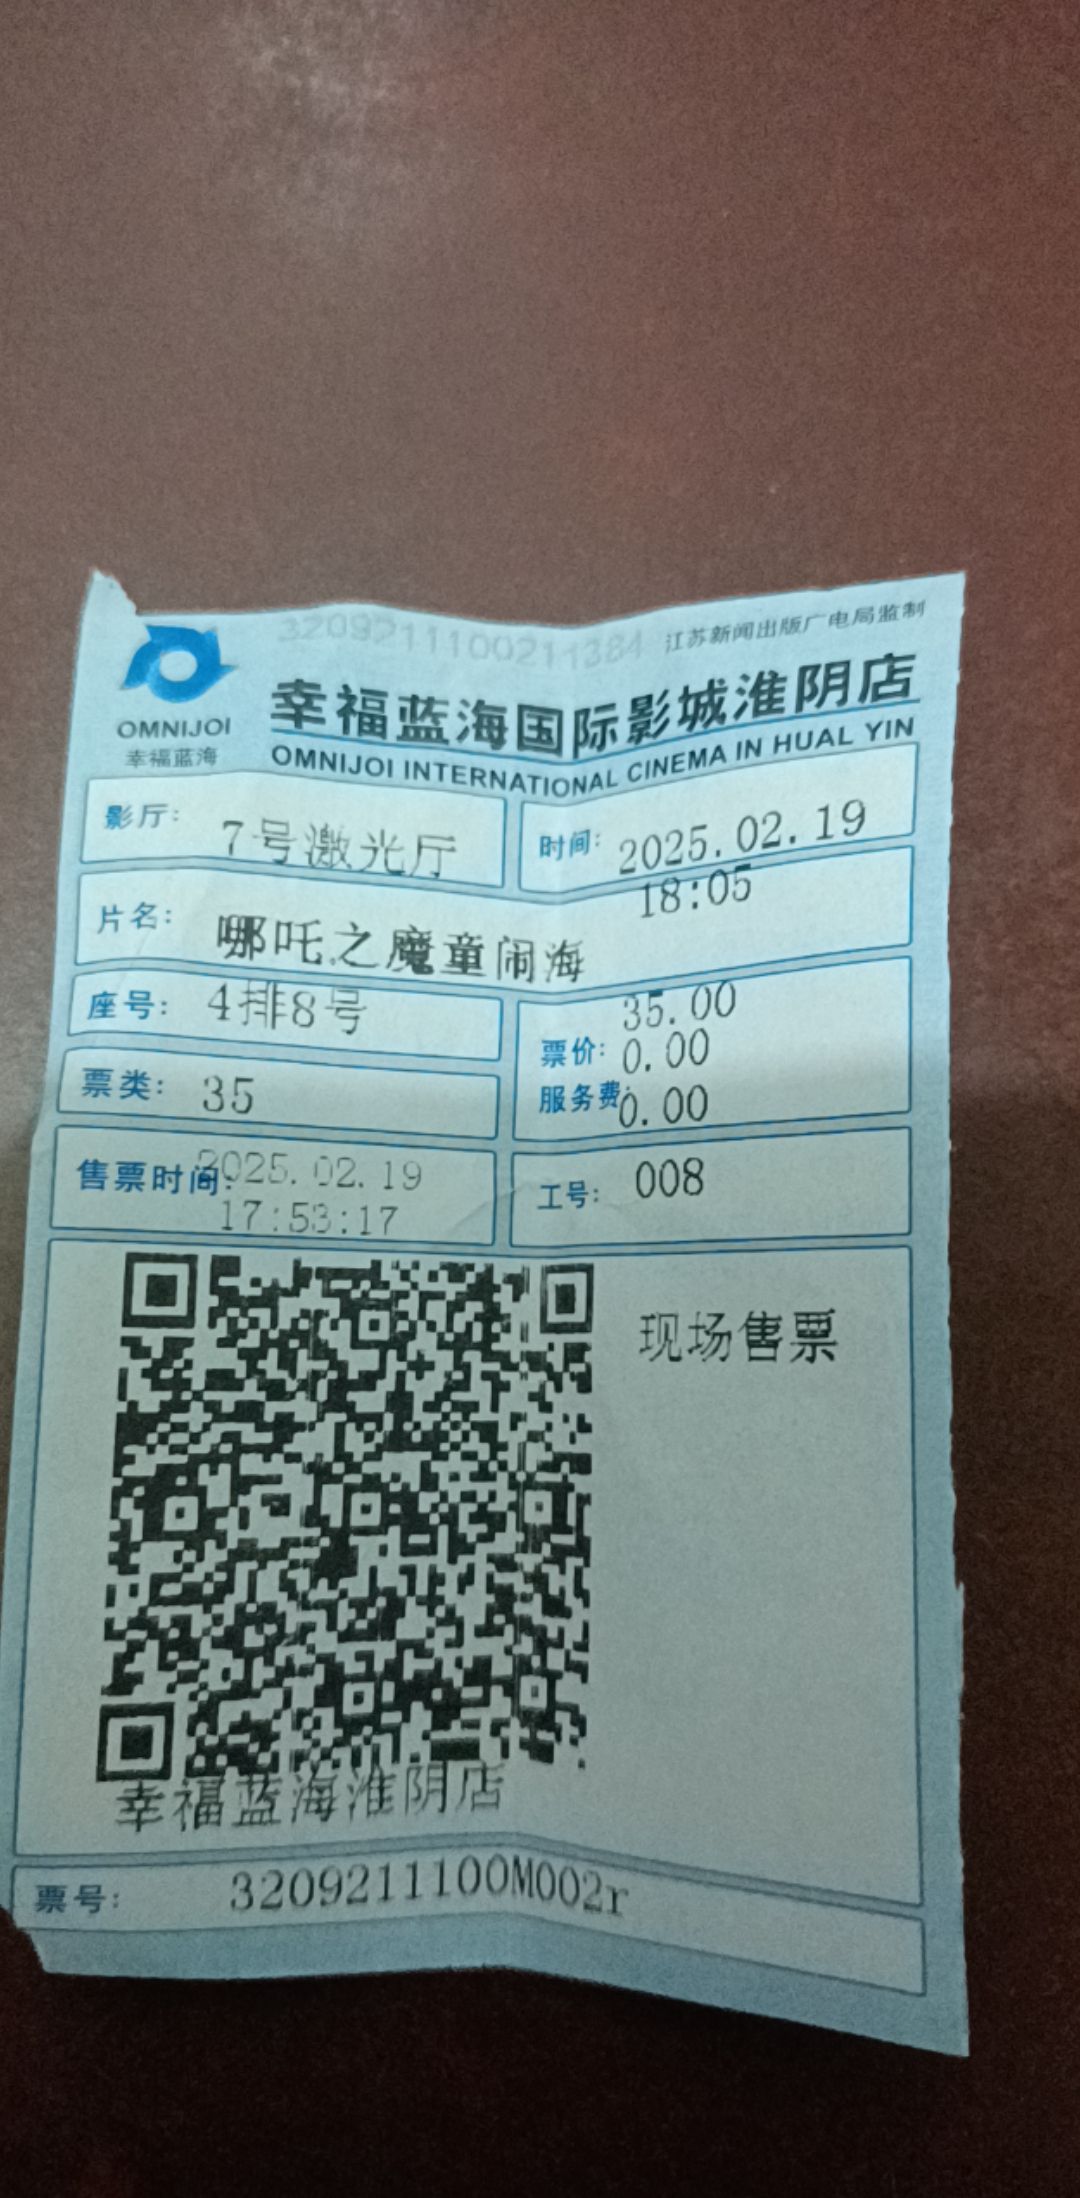 3209211100211384 江苏新闻出版广电局监制
OMNIJOI
幸福蓝海
幸福蓝海国际影城淮阴店
OMNIJOI INTERNATIONAL CINEMA IN HUAL YIN
影厅: 7号激光厅
时间: 2025.02.19
18:05
片名: 哪吒之魔童闹海
座号: 4排8号
35.00
票价: 0.00
服务费: 0.00
票类: 35
售票时间: 2025.02.19
17:53:17
工号: 008
现场售票
幸福蓝海淮阴店
票号: 3209211100M002r